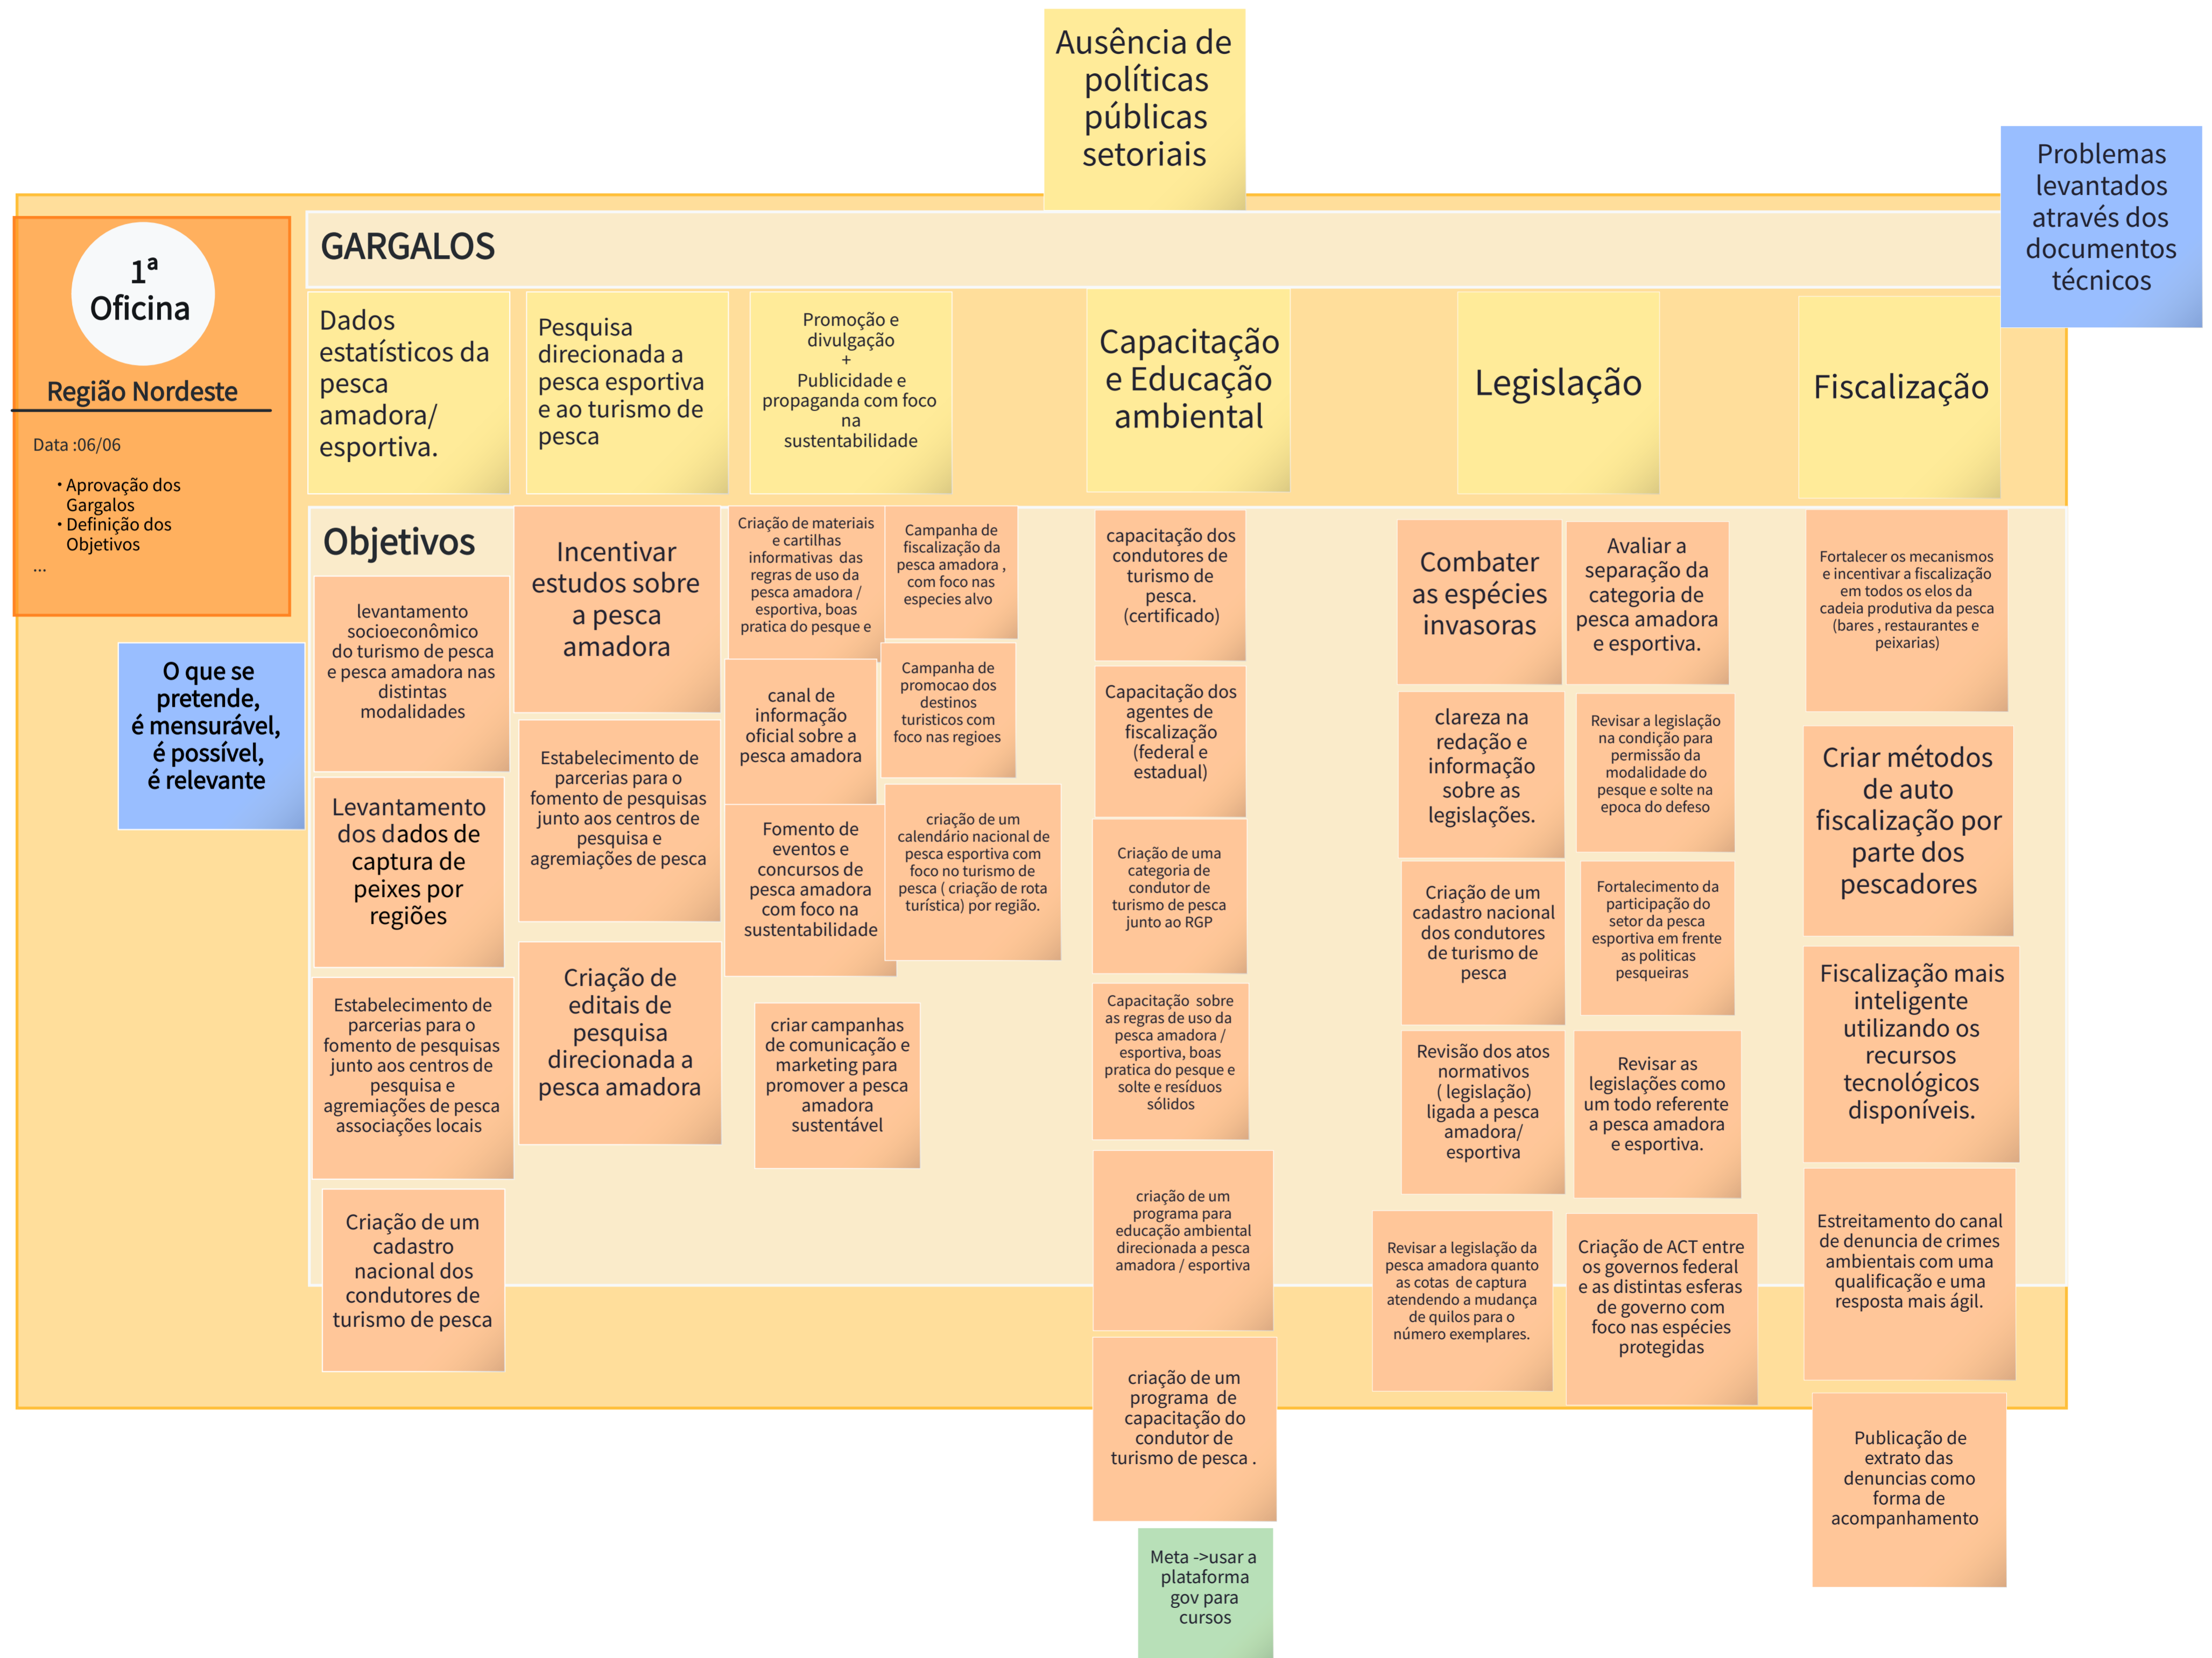 Ausência de
políticas
públicas
setoriais
Problemas
levantados
através dos
documentos
técnicos
1ª
Oficina
Região Nordeste
Data :06/06
• Aprovação dos
Gargalos
• Definição dos
Objetivos
...
O que se
pretende,
é mensurável,
é possível,
é relevante
GARGALOS
Dados
estatísticos da
pesca
amadora/
esportiva.
Pesquisa
direcionada a
pesca esportiva
e ao turismo de
pesca
Promoção e
divulgação
+
Publicidade e
propaganda com foco
na
sustentabilidade
Capacitação
e Educação
ambiental
Legislação
Fiscalização
Objetivos
levantamento
socioeconômico
do turismo de pesca
e pesca amadora nas
distintas
modalidades
Levantamento
dos dados de
captura de
peixes por
regiões
Estabelecimento de
parcerias para o
fomento de pesquisas
junto aos centros de
pesquisa e
agremiações de pesca
associações locais
Criação de um
cadastro
nacional dos
condutores de
turismo de pesca
Incentivar
estudos sobre
a pesca
amadora
Estabelecimento de
parcerias para o
fomento de pesquisas
junto aos centros de
pesquisa e
agremiações de pesca
Criação de
editais de
pesquisa
direcionada a
pesca amadora
Criação de materiais
e cartilhas
informativas das
regras de uso da
pesca amadora /
esportiva, boas
pratica do pesque e
Campanha de
fiscalização da
pesca amadora ,
com foco nas
especies alvo
canal de
informação
oficial sobre a
pesca amadora
Campanha de
promocao dos
destinos
turisticos com
foco nas regioes
Fomento de
eventos e
concursos de
pesca amadora
com foco na
sustentabilidade
criação de um
calendário nacional de
pesca esportiva com
foco no turismo de
pesca ( criação de rota
turística) por região.
criar campanhas
de comunicação e
marketing para
promover a pesca
amadora
sustentável
capacitação dos
condutores de
turismo de
pesca.
(certificado)
Capacitação dos
agentes de
fiscalização
(federal e
estadual)
Criação de uma
categoria de
condutor de
turismo de pesca
junto ao RGP
Capacitação sobre
as regras de uso da
pesca amadora /
esportiva, boas
pratica do pesque e
solte e resíduos
sólidos
criação de um
programa para
educação ambiental
direcionada a pesca
amadora / esportiva
criação de um
programa de
capacitação do
condutor de
turismo de pesca .
Meta ->usar a
plataforma
gov para
cursos
Combater
as espécies
invasoras
Avaliar a
separação da
categoria de
pesca amadora
e esportiva.
clareza na
redação e
informação
sobre as
legislações.
Revisar a legislação
na condição para
permissão da
modalidade do
pesque e solte na
epoca do defeso
Criação de um
cadastro nacional
dos condutores
de turismo de
pesca
Fortalecimento da
participação do
setor da pesca
esportiva em frente
as politicas
pesqueiras
Revisão dos atos
normativos
( legislação)
ligada a pesca
amadora/
esportiva
Revisar as
legislações como
um todo referente
a pesca amadora
e esportiva.
Revisar a legislação da
pesca amadora quanto
as cotas de captura
atendendo a mudança
de quilos para o
número exemplares.
Criação de ACT entre
os governos federal
e as distintas esferas
de governo com
foco nas espécies
protegidas
Fortalecer os mecanismos
e incentivar a fiscalização
em todos os elos da
cadeia produtiva da pesca
(bares , restaurantes e
peixarias)
Criar métodos
de auto
fiscalização por
parte dos
pescadores
Fiscalização mais
inteligente
utilizando os
recursos
tecnológicos
disponíveis.
Estreitamento do canal
de denuncia de crimes
ambientais com uma
qualificação e uma
resposta mais ágil.
Publicação de
extrato das
denuncias como
forma de
acompanhamento